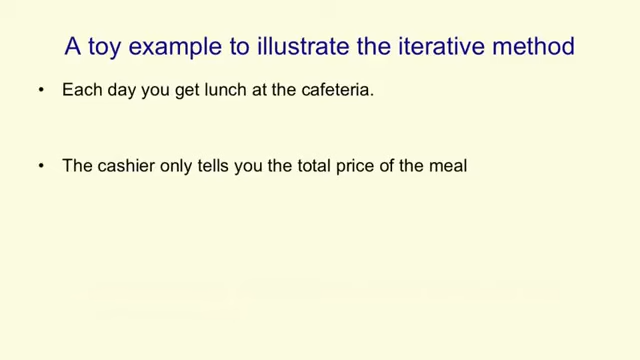 A toy example to illustrate the iterative method
• Each day you get lunch at the cafeteria.
• The cashier only tells you the total price of the meal